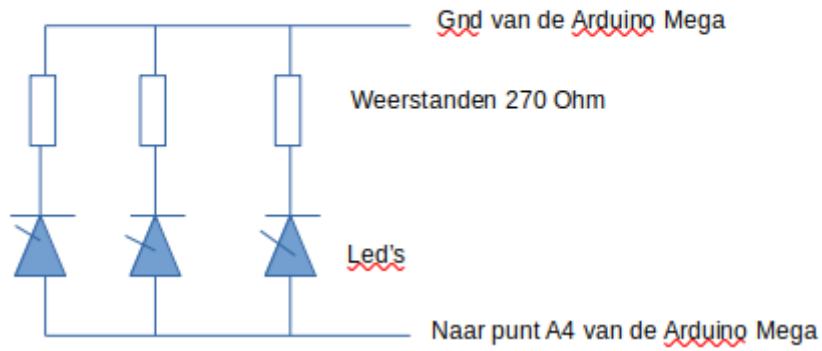 Gnd van de Arduino Mega
Weerstanden 270 Ohm
Led's
Naar punt A4 van de Arduino Mega